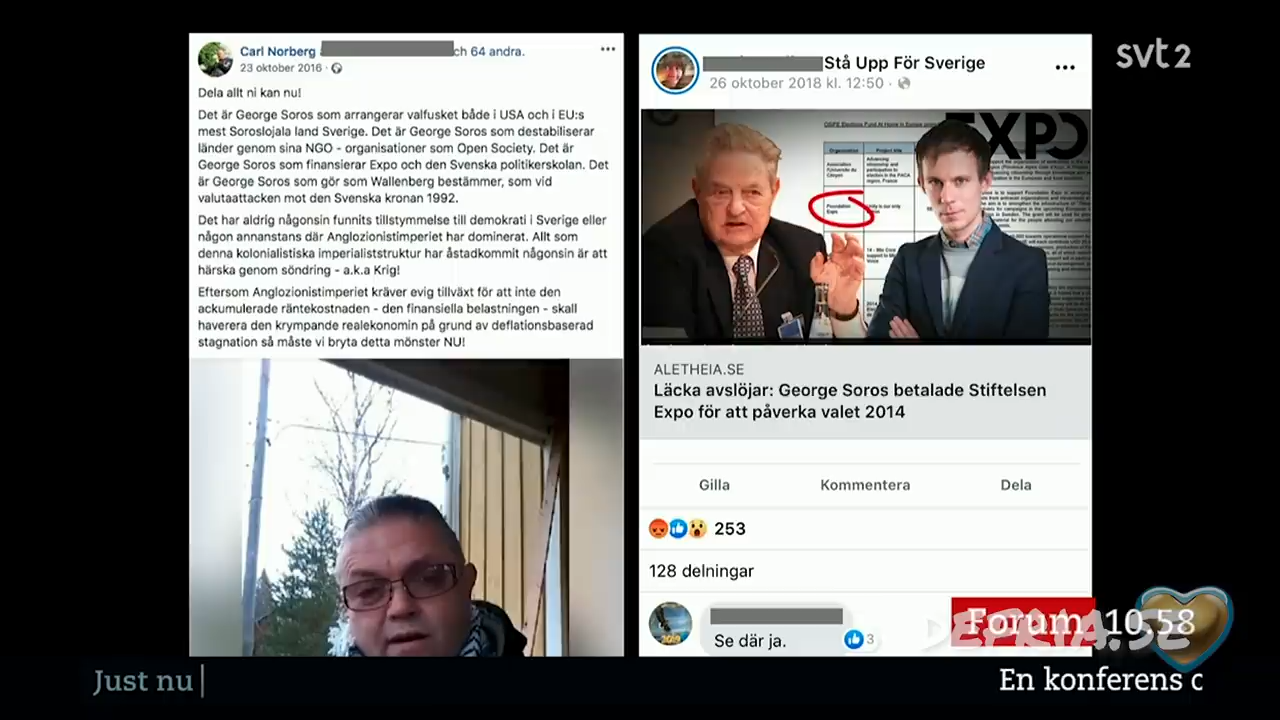 svt2
Carl Norberg
ch 64 andra.
23 oktober 2016
Dela allt ni kan nu!
Det är George Soros som arrangerar valfusket både i USA och i EU:s
mest Soroslojala land Sverige. Det är George Soros som destabiliserar
länder genom sina NGO - organisationer som Open Society. Det är
George Soros som finansierar Expo och den Svenska politikerskolan. Det
är George Soros som gör som Wallenberg bestämmer, som vid
valutaattacken mot den Svenska kronan 1992.
Det har aldrig någonsin funnits tillstymmelse till demokrati i Sverige eller
någon annanstans där Anglozionistimperiet har dominerat. Allt som
denna kolonialistiska imperialiststruktur har åstadkommit någonsin är att
härska genom söndring - a.k.a Krig!
Eftersom Anglozionistimperiet kräver evig tillväxt för att inte den
ackumulerade räntekostnaden - den finansiella belastningen - skall
haverera den krympande realekonomin på grund av deflationsbaserad
stagnation så måste vi bryta detta mönster NU!
Stå Upp För Sverige
26 oktober 2018 kl. 12:50
EXPO
Organization
Project title
Foundation
Expo
ALETHEIA.SE
Läcka avslöjar: George Soros betalade Stiftelsen
Expo för att påverka valet 2014
Gilla
Kommentera
Dela
253
128 delningar
Se där ja.
3
Forum 10.58
DEFRIA.SE
Just nu
En konferens o